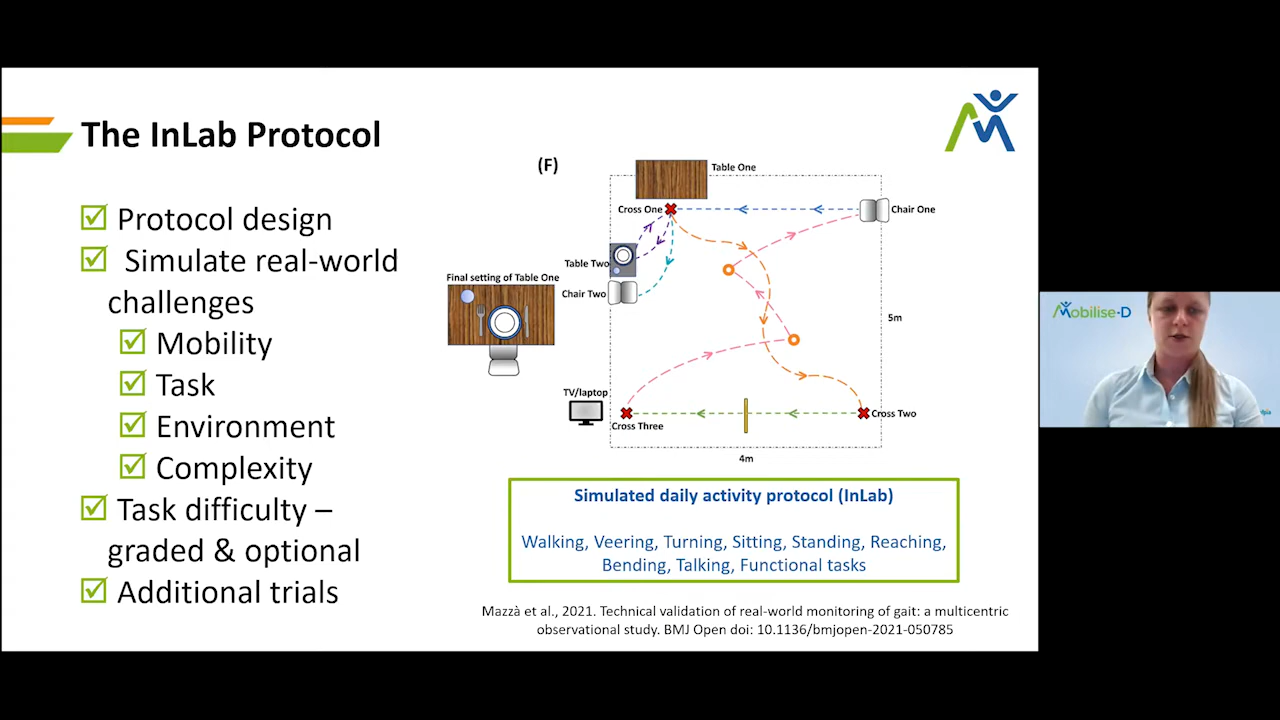 The InLab Protocol
Protocol design
Simulate real-world
challenges
Mobility
Task
Environment
Complexity
Task difficulty –
graded & optional
Additional trials
(F)
Table One
Cross One
Chair One
Table Two
Final setting of Table One
Chair Two
5m
TV/laptop
Cross Two
Cross Three
4m
Simulated daily activity protocol (InLab)
Walking, Veering, Turning, Sitting, Standing, Reaching,
Bending, Talking, Functional tasks
Mazzà et al., 2021. Technical validation of real-world monitoring of gait: a multicentric
observational study. BMJ Open doi: 10.1136/bmjopen-2021-050785
Mobilise-D